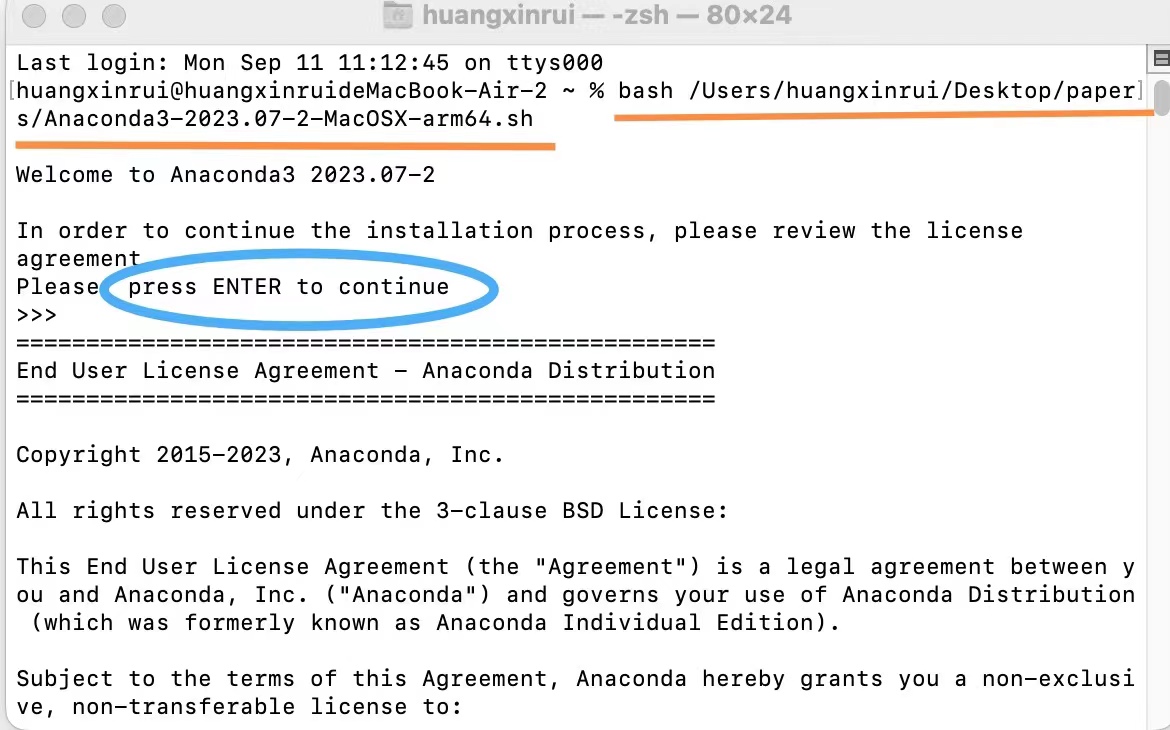 huangxinrui — -zsh — 80×24
Last login: Mon Sep 11 11:12:45 on ttys000
[huangxinrui@huangxinruideMacBook-Air-2 ~ % bash /Users/huangxinrui/Desktop/paper]
s/Anaconda3-2023.07-2-MacOSX-arm64.sh
Welcome to Anaconda3 2023.07-2
In order to continue the installation process, please review the license
agreement.
Please, press ENTER to continue
>>>
==================================================
End User License Agreement - Anaconda Distribution
==================================================
Copyright 2015-2023, Anaconda, Inc.
All rights reserved under the 3-clause BSD License:
This End User License Agreement (the "Agreement") is a legal agreement between y
ou and Anaconda, Inc. ("Anaconda") and governs your use of Anaconda Distribution
(which was formerly known as Anaconda Individual Edition).
Subject to the terms of this Agreement, Anaconda hereby grants you a non-exclusi
ve, non-transferable license to: